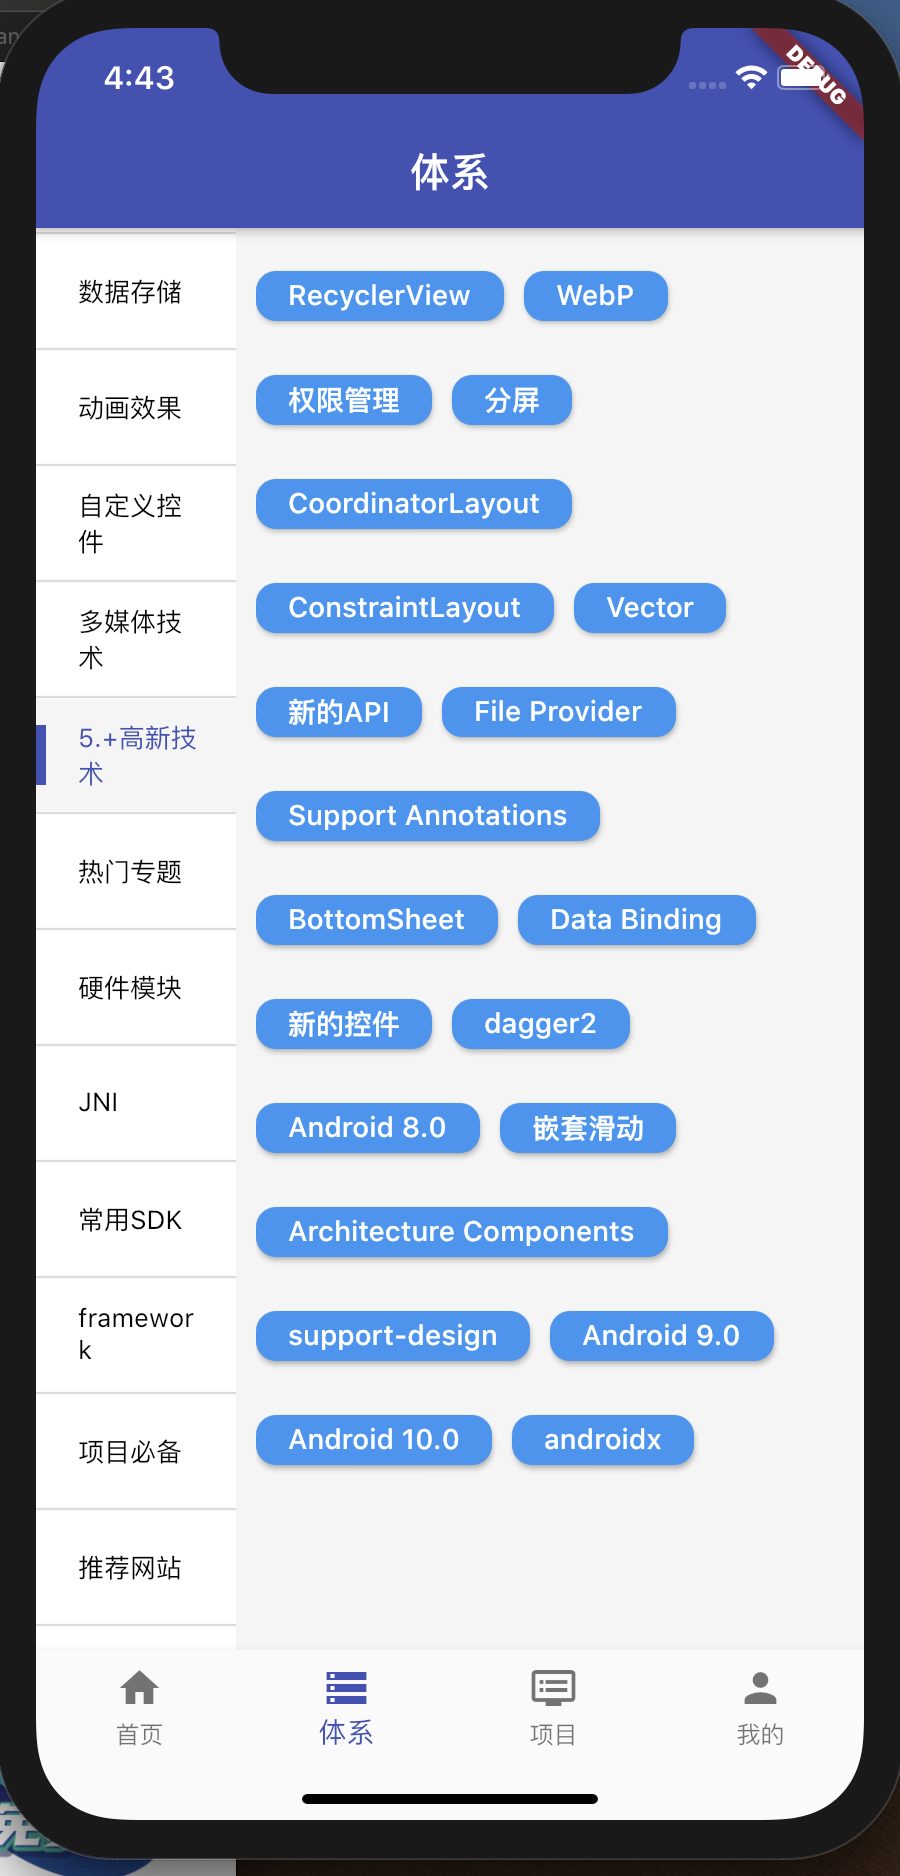 an
4:43
DEBUG
体系
数据存储
动画效果
自定义控
件
多媒体技
术
5.+高新技
术
热门专题
硬件模块
JNI
常用SDK
framewor
k
项目必备
推荐网站
RecyclerView WebP
权限管理 分屏
CoordinatorLayout
ConstraintLayout Vector
新的API File Provider
Support Annotations
BottomSheet Data Binding
新的控件 dagger2
Android 8.0 嵌套滑动
Architecture Components
support-design Android 9.0
Android 10.0 androidx
首页 体系 项目 我的